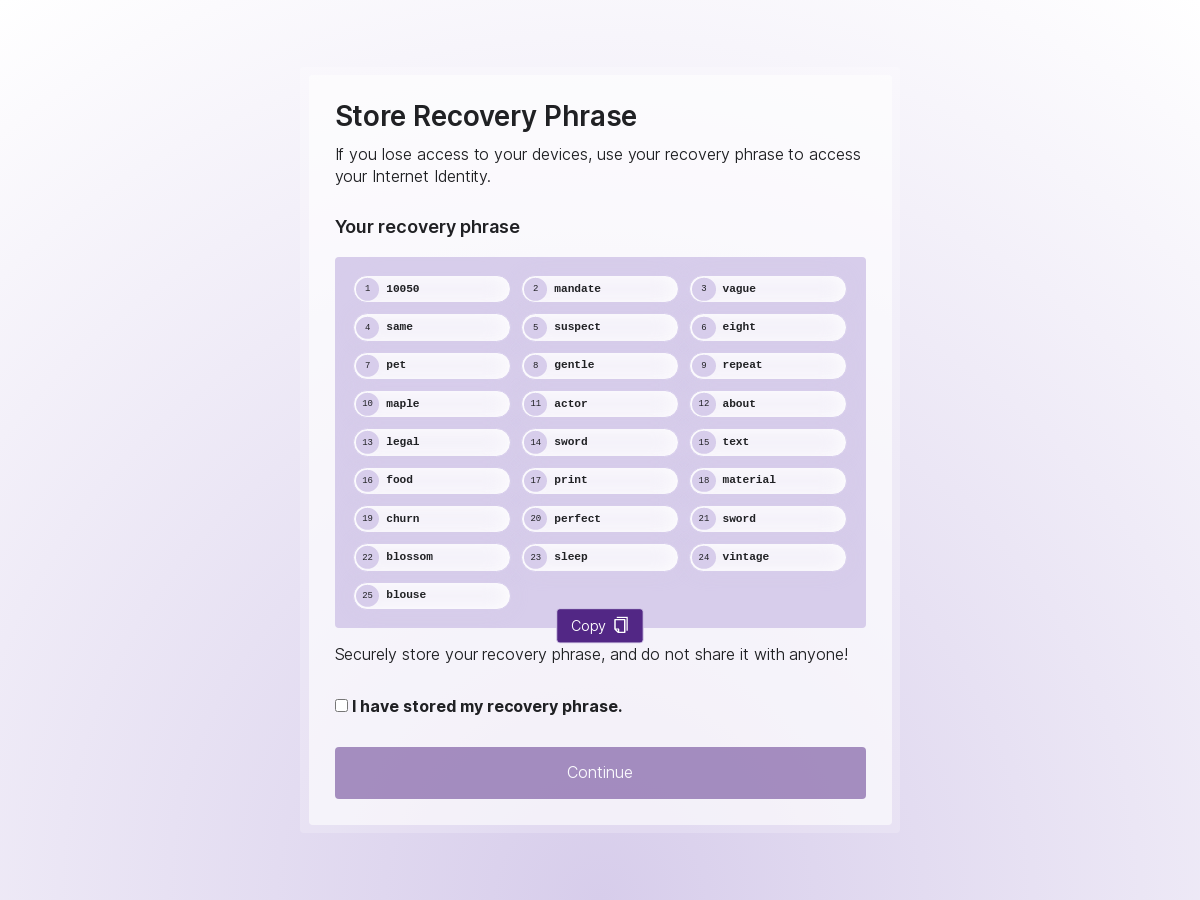 Store Recovery Phrase
If you lose access to your devices, use your recovery phrase to access
your Internet Identity.
Your recovery phrase
1 10050 2 mandate 3 vague
4 same 5 suspect 6 eight
7 pet 8 gentle 9 repeat
10 maple 11 actor 12 about
13 legal 14 sword 15 text
16 food 17 print 18 material
19 churn 20 perfect 21 sword
22 blossom 23 sleep 24 vintage
25 blouse
Copy
Securely store your recovery phrase, and do not share it with anyone!
I have stored my recovery phrase.
Continue